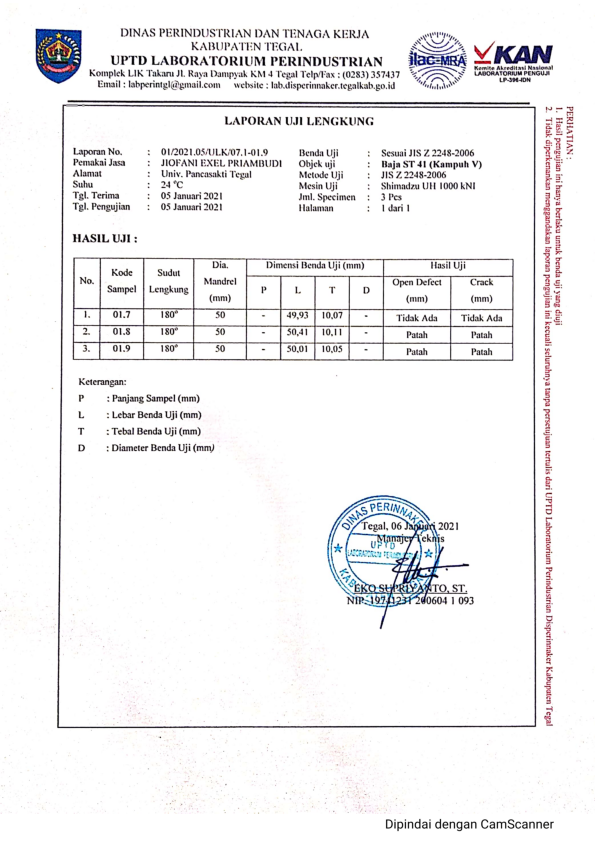 DINAS PERINDUSTRIAN DAN TENAGA KERJA
KABUPATEN TEGAL
UPTD LABORATORIUM PERINDUSTRIAN
Komplek LIK Takaru Jl. Raya Dampyak KM 4 Tegal Telp/Fax : (0283) 357437
Email : labperintgl@gmail.com website ; lab.disperinnaker.tegalkab.go.id
ilac-MRA
KAN
Komite Akreditasi Nasional
LABORATORIUM PENGUJI
LP-396-IDN
LAPORAN UJI LENGKUNG
Laporan No. : 01/2021.05/ULK/07.1-01.9
Pemakai Jasa : JIOFANI EXEL PRIAMBUDI
Alamat : Univ. Pancasakti Tegal
Suhu : 24 °C
Tgl. Terima : 05 Januari 2021
Tgl. Pengujian : 05 Januari 2021
Benda Uji : Sesuai JIS Z 2248-2006
Objek uji : Baja ST 41 (Kampuh V)
Metode Uji : JIS Z 2248-2006
Mesin Uji : Shimadzu UH 1000 kNI
Jml. Specimen : 3 Pcs
Halaman : 1 dari 1
HASIL UJI :
No. Kode Sampel Sudut Lengkung Dia. Mandrel (mm) Dimensi Benda Uji (mm) Hasil Uji
P L T D Open Defect (mm) Crack (mm)
1. 01.7 180° 50 - 49,93 10,07 - Tidak Ada Tidak Ada
2. 01.8 180° 50 - 50,41 10,11 - Patah Patah
3. 01.9 180° 50 - 50,01 10,05 - Patah Patah
Keterangan:
P : Panjang Sampel (mm)
L : Lebar Benda Uji (mm)
T : Tebal Benda Uji (mm)
D : Diameter Benda Uji (mm)
Tegal, 06 Januari 2021
Manajer Teknis
DINAS PERINNAKER
UPTD
EKO SUPRIYANTO, ST.
NIP. 19741231 200604 1 093
PERHATIAN :
1. Hasil pengujian ini hanya berlaku untuk benda uji yang diuji
2. Tidak diperkenankan menggandakan laporan pengujian ini kecuali seluruhnya tanpa persetujuan tertulis dari UPTD Laboratorium Perindustrian Disperinnaker Kabupaten Tegal
Dipindai dengan CamScanner